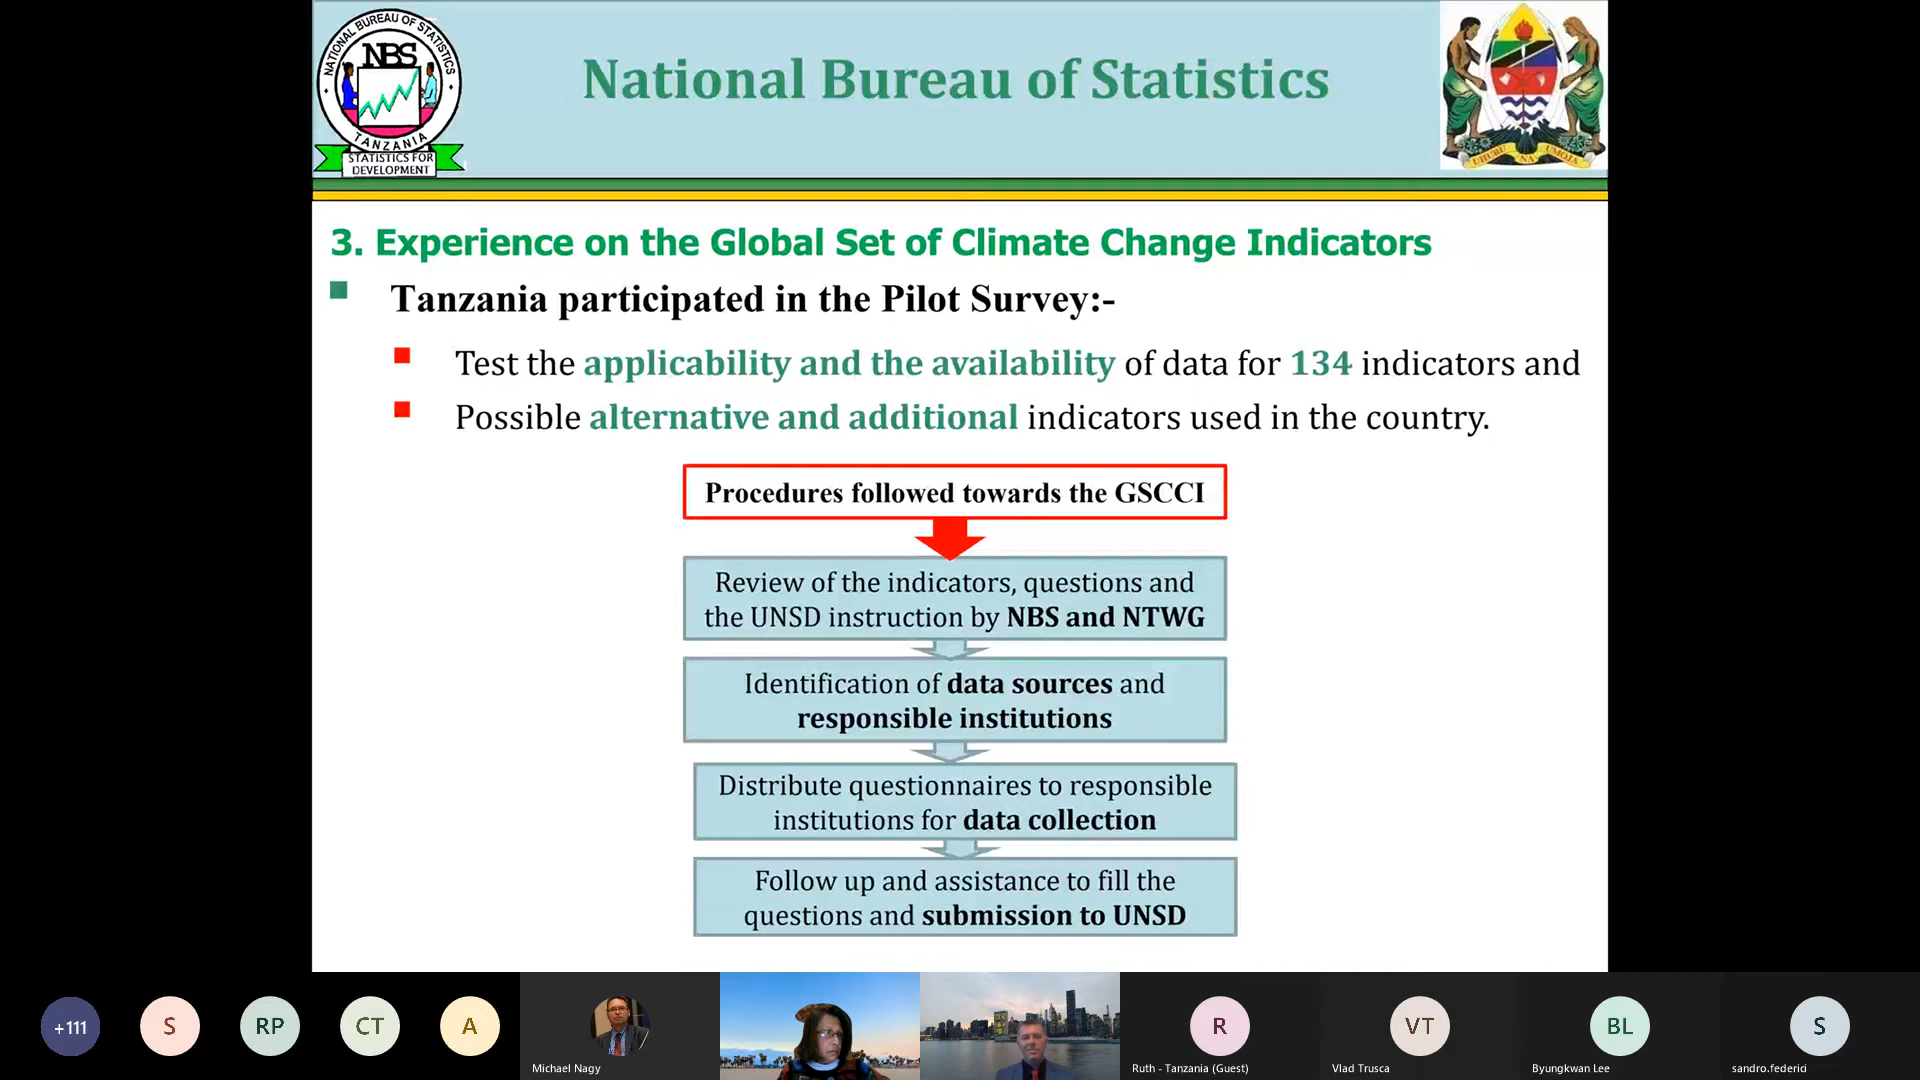 NATIONAL BUREAU OF STATISTICS
NBS
TANZANIA
STATISTICS FOR
DEVELOPMENT
National Bureau of Statistics
UHURU NA UMOJA
3. Experience on the Global Set of Climate Change Indicators
Tanzania participated in the Pilot Survey:-
Test the applicability and the availability of data for 134 indicators and
Possible alternative and additional indicators used in the country.
Procedures followed towards the GSCCI
Review of the indicators, questions and
the UNSD instruction by NBS and NTWG
Identification of data sources and
responsible institutions
Distribute questionnaires to responsible
institutions for data collection
Follow up and assistance to fill the
questions and submission to UNSD
+111
S
RP
CT
A
R
VT
BL
S
Michael Nagy
Ruth - Tanzania (Guest)
Vlad Trusca
Byungkwan Lee
sandro.federici